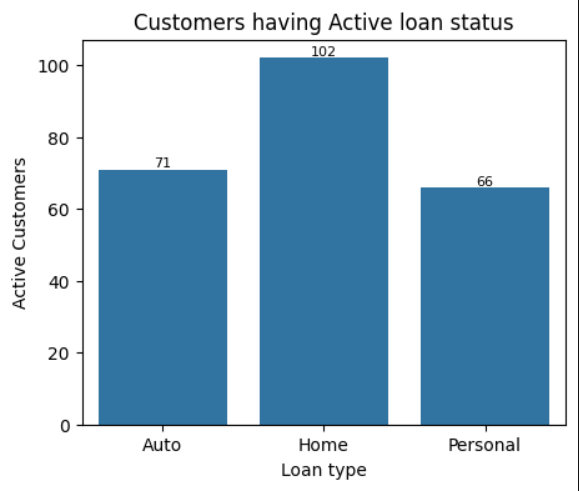 Customers having Active loan status
Active Customers
100
80
60
40
20
0
71
102
66
Auto
Home
Personal
Loan type